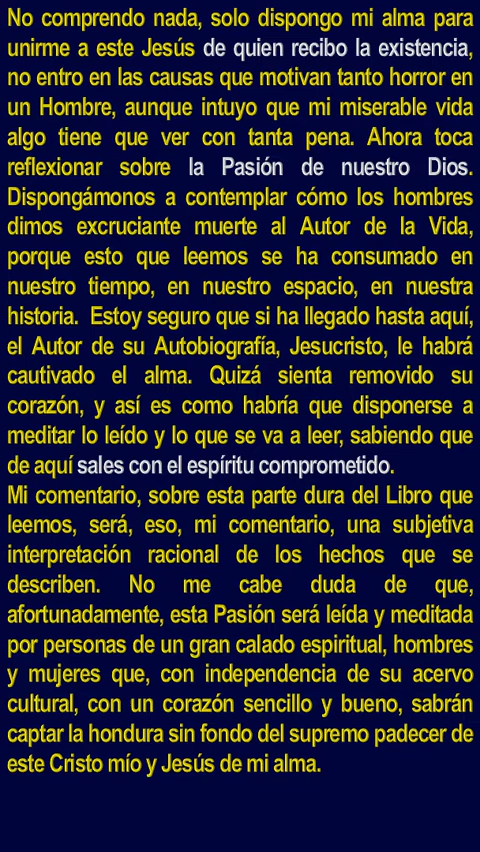 No comprendo nada, solo dispongo mi alma para
unirme a este Jesús de quien recibo la existencia,
no entro en las causas que motivan tanto horror en
un Hombre, aunque intuyo que mi miserable vida
algo tiene que ver con tanta pena. Ahora toca
reflexionar sobre la Pasión de nuestro Dios.
Dispongámonos a contemplar cómo los hombres
dimos excruciante muerte al Autor de la Vida,
porque esto que leemos se ha consumado en
nuestro tiempo, en nuestro espacio, en nuestra
historia. Estoy seguro que si ha llegado hasta aquí,
el Autor de su Autobiografía, Jesucristo, le habrá
cautivado el alma. Quizá sienta removido su
corazón, y así es como habría que disponerse a
meditar lo leído y lo que se va a leer, sabiendo que
de aquí sales con el espíritu comprometido.
Mi comentario, sobre esta parte dura del Libro que
leemos, será, eso, mi comentario, una subjetiva
interpretación racional de los hechos que se
describen. No me cabe duda de que,
afortunadamente, esta Pasión será leída y meditada
por personas de un gran calado espiritual, hombres
y mujeres que, con independencia de su acervo
cultural, con un corazón sencillo y bueno, sabrán
captar la hondura sin fondo del supremo padecer de
este Cristo mío y Jesús de mi alma.